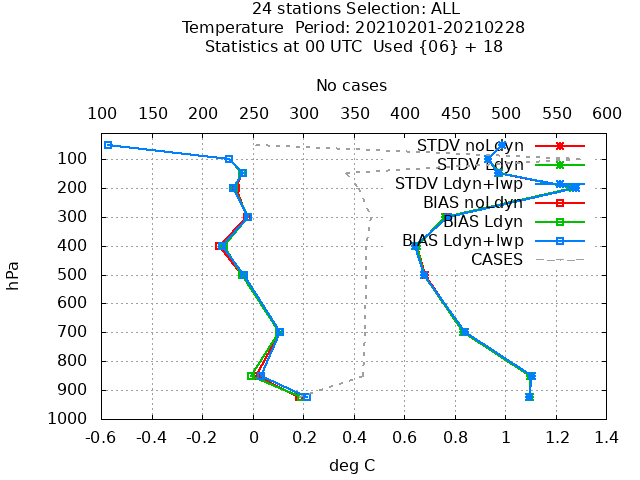 24 stations Selection: ALL
Temperature  Period: 20210201-20210228
Statistics at 00 UTC  Used {06} + 18
No cases
100 150 200 250 300 350 400 450 500 550 600
STDV noLdyn
STDV Ldyn
STDV Ldyn+lwp
BIAS noLdyn
BIAS Ldyn
BIAS Ldyn+lwp
CASES
hPa
100
200
300
400
500
600
700
800
900
1000
-0.6 -0.4 -0.2 0 0.2 0.4 0.6 0.8 1 1.2 1.4
deg C